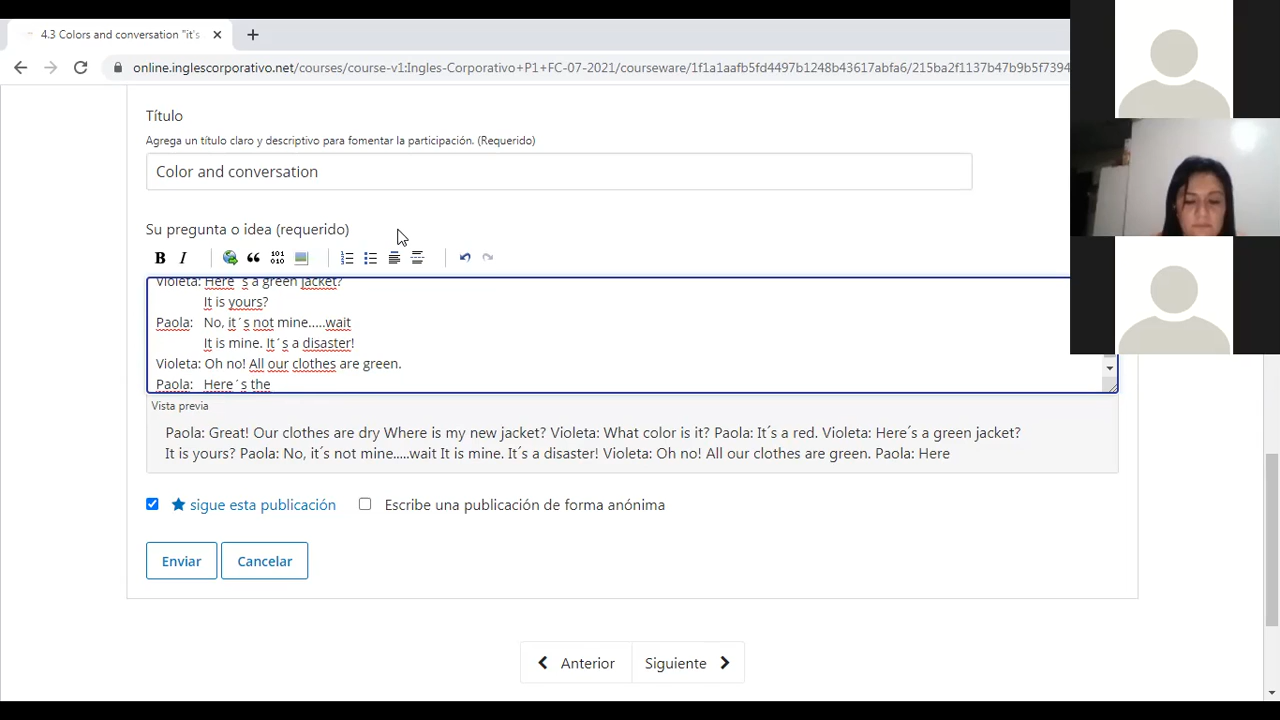 4.3 Colors and conversation "it's
online.inglescorporativo.net/courses/course-v1:Ingles-Corporativo+P1+FC-07-2021/courseware/1f1a1aafb5fd4497b1248b43617abfa6/215ba2f1137b47b9b5f7394
Título
Agrega un título claro y descriptivo para fomentar la participación. (Requerido)
Color and conversation
Su pregunta o idea (requerido)
B I 101 010
Violeta: Here´s a green jacket?
It is yours?
Paola: No, it´s not mine.....wait
It is mine. It´s a disaster!
Violeta: Oh no! All our clothes are green.
Paola: Here´s the
Vista previa
Paola: Great! Our clothes are dry Where is my new jacket? Violeta: What color is it? Paola: It´s a red. Violeta: Here´s a green jacket?
It is yours? Paola: No, it´s not mine.....wait It is mine. It´s a disaster! Violeta: Oh no! All our clothes are green. Paola: Here
sigue esta publicación Escribe una publicación de forma anónima
Enviar Cancelar
Anterior Siguiente